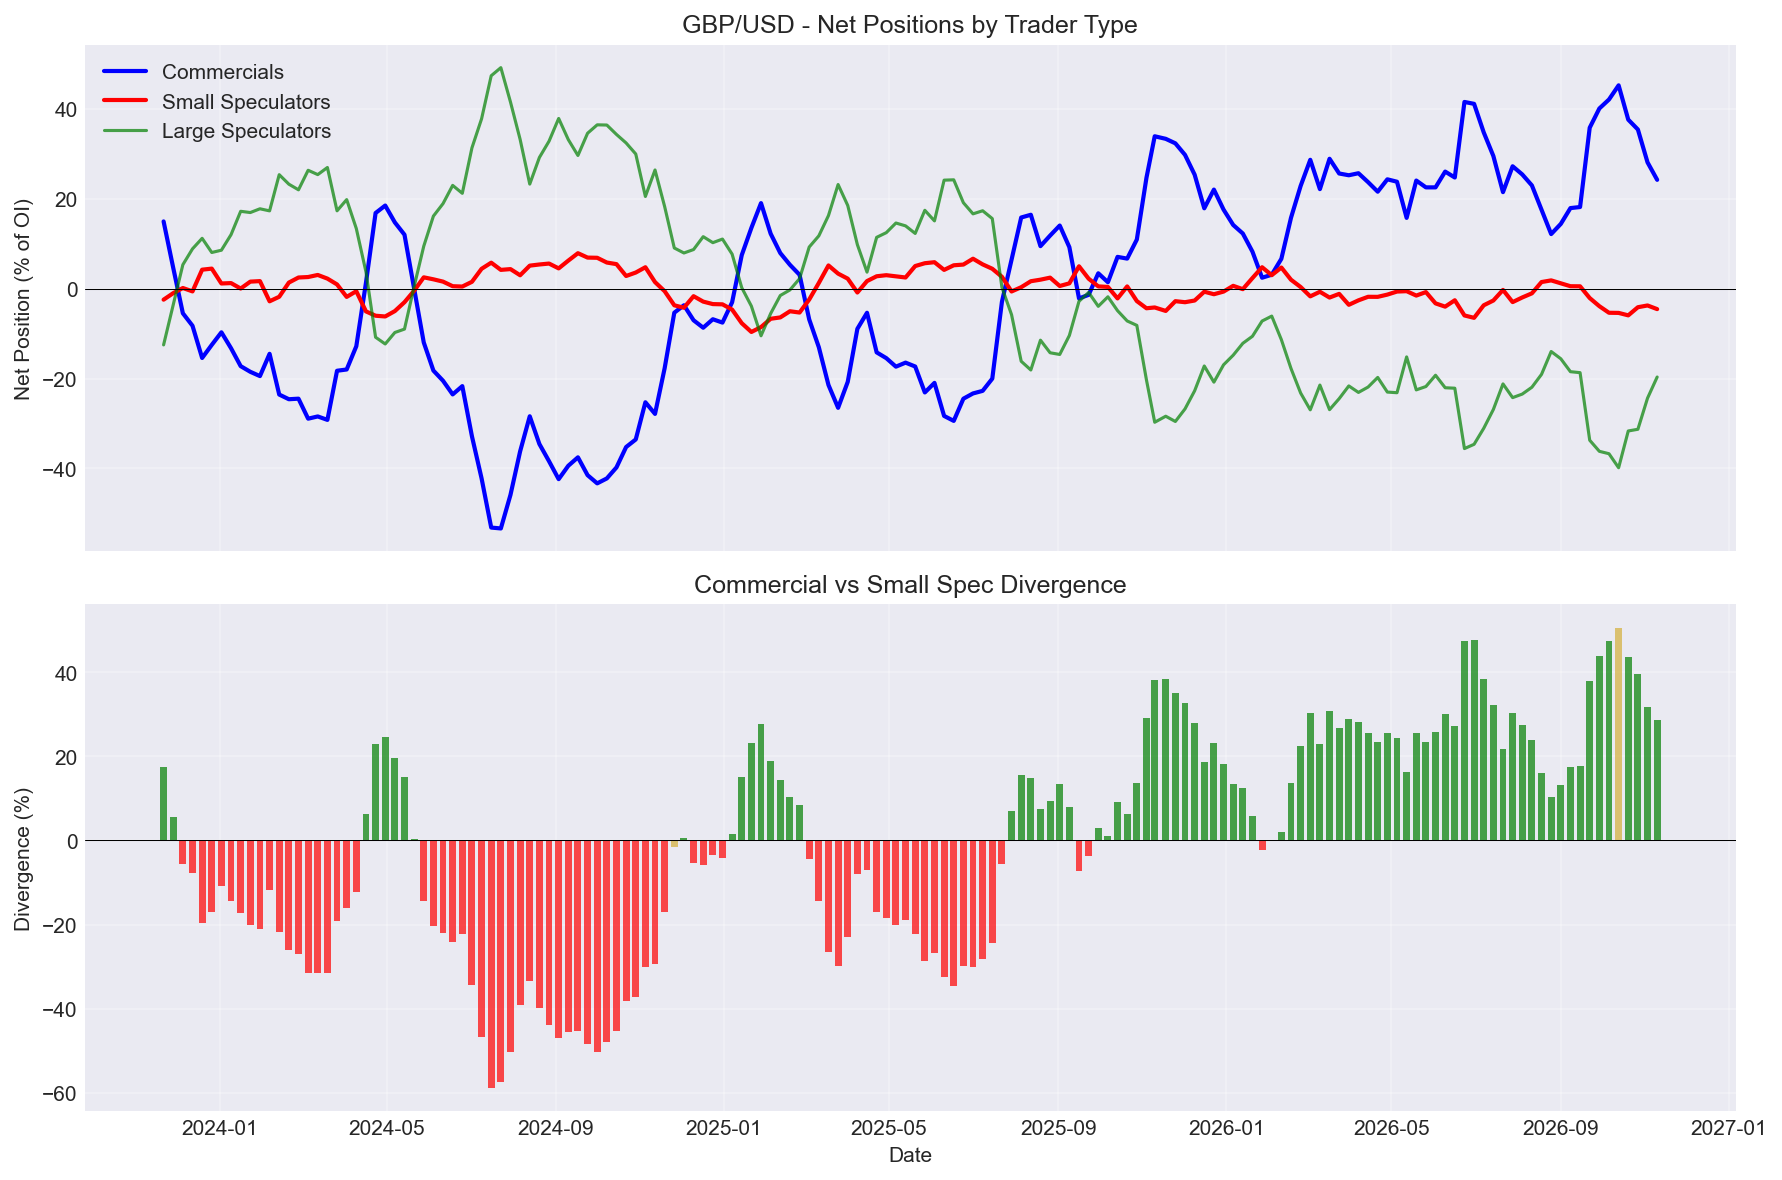 GBP/USD - Net Positions by Trader Type
Commercials
Small Speculators
Large Speculators
Net Position (% of OI)
40
20
0
−20
−40
Commercial vs Small Spec Divergence
Divergence (%)
40
20
0
−20
−40
−60
2024-01 2024-05 2024-09 2025-01 2025-05 2025-09 2026-01 2026-05 2026-09 2027-01
Date